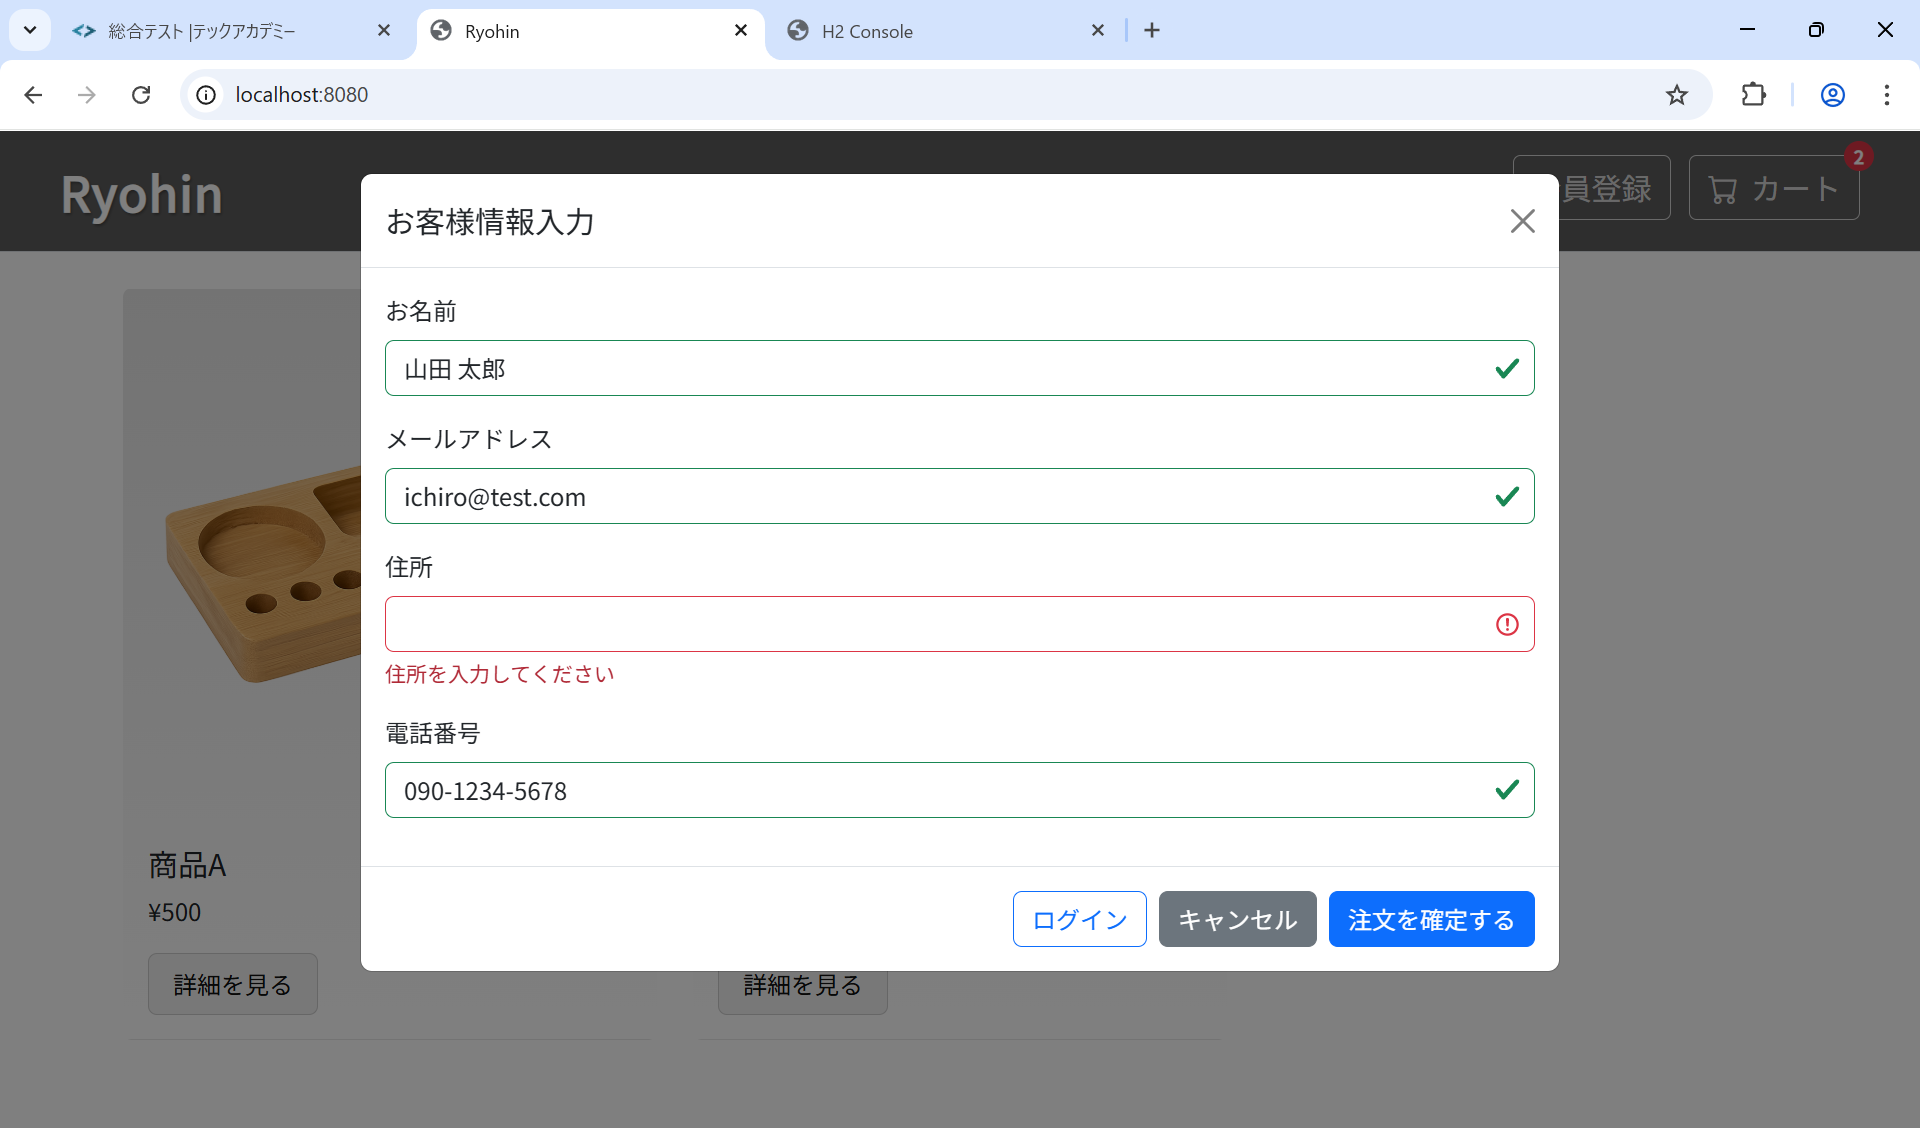 総合テスト |テックアカデミー
Ryohin
H2 Console
localhost:8080
Ryohin
員登録
カート
2
お客様情報入力
お名前
山田 太郎
メールアドレス
ichiro@test.com
住所
住所を入力してください
電話番号
090-1234-5678
ログイン
キャンセル
注文を確定する
商品A
¥500
詳細を見る
詳細を見る